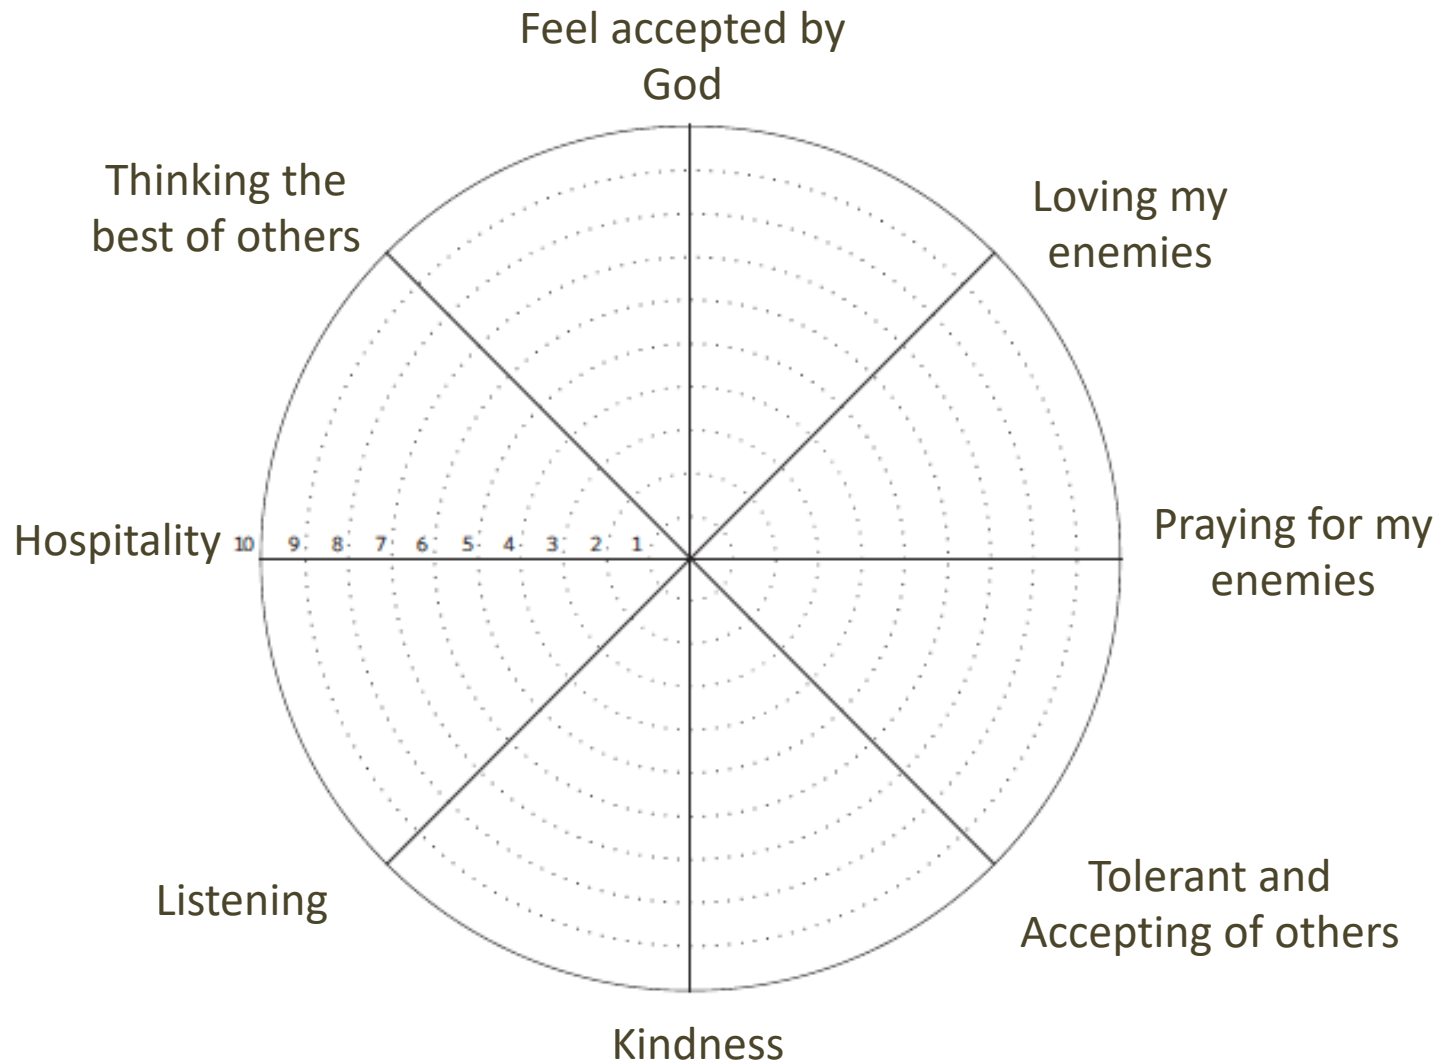 Feel accepted by
God
Thinking the
best of others
Loving my
enemies
Hospitality
10 9 8 7 6 5 4 3 2 1
Praying for my
enemies
Listening
Tolerant and
Accepting of others
Kindness